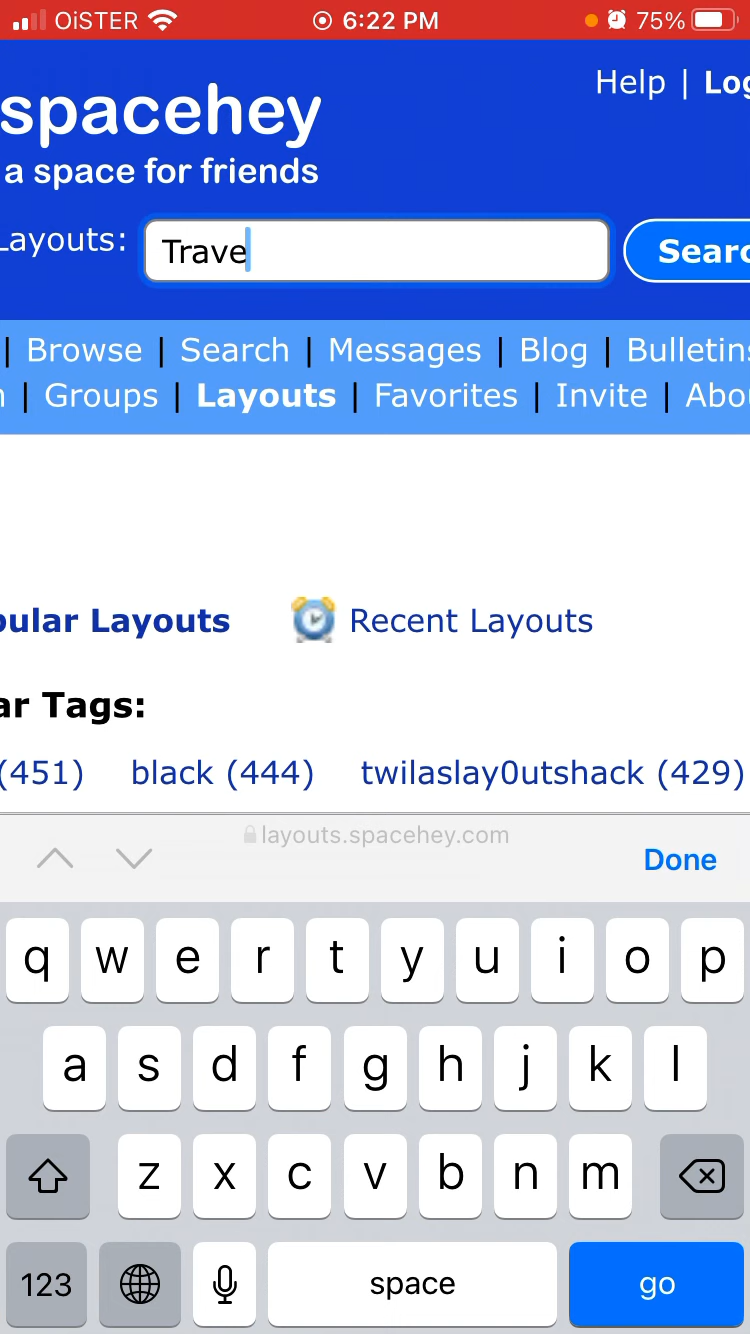 OiSTER 6:22 PM 75%
Help | Log
spacehey
a space for friends
Layouts: Trave Searc
| Browse | Search | Messages | Blog | Bulletins
| Groups | Layouts | Favorites | Invite | Abo
pular Layouts Recent Layouts
ar Tags:
(451) black (444) twilaslay0utshack (429)
layouts.spacehey.com
Done
q w e r t y u i o p
a s d f g h j k l
z x c v b n m
123 space go